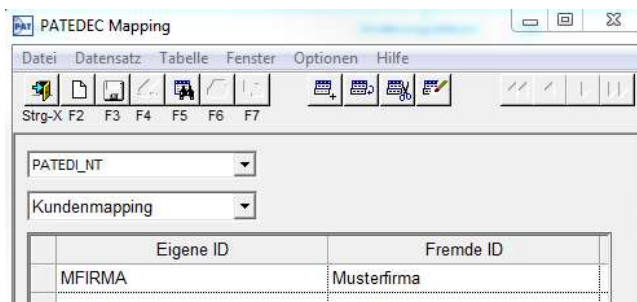 PAT PATEDEC Mapping
Datei Datensatz Tabelle Fenster Optionen Hilfe
Strg-X F2 F3 F4 F5 F6 F7
PATEDI_NT
Kundenmapping
Eigene ID Fremde ID
MFIRMA Musterfirma